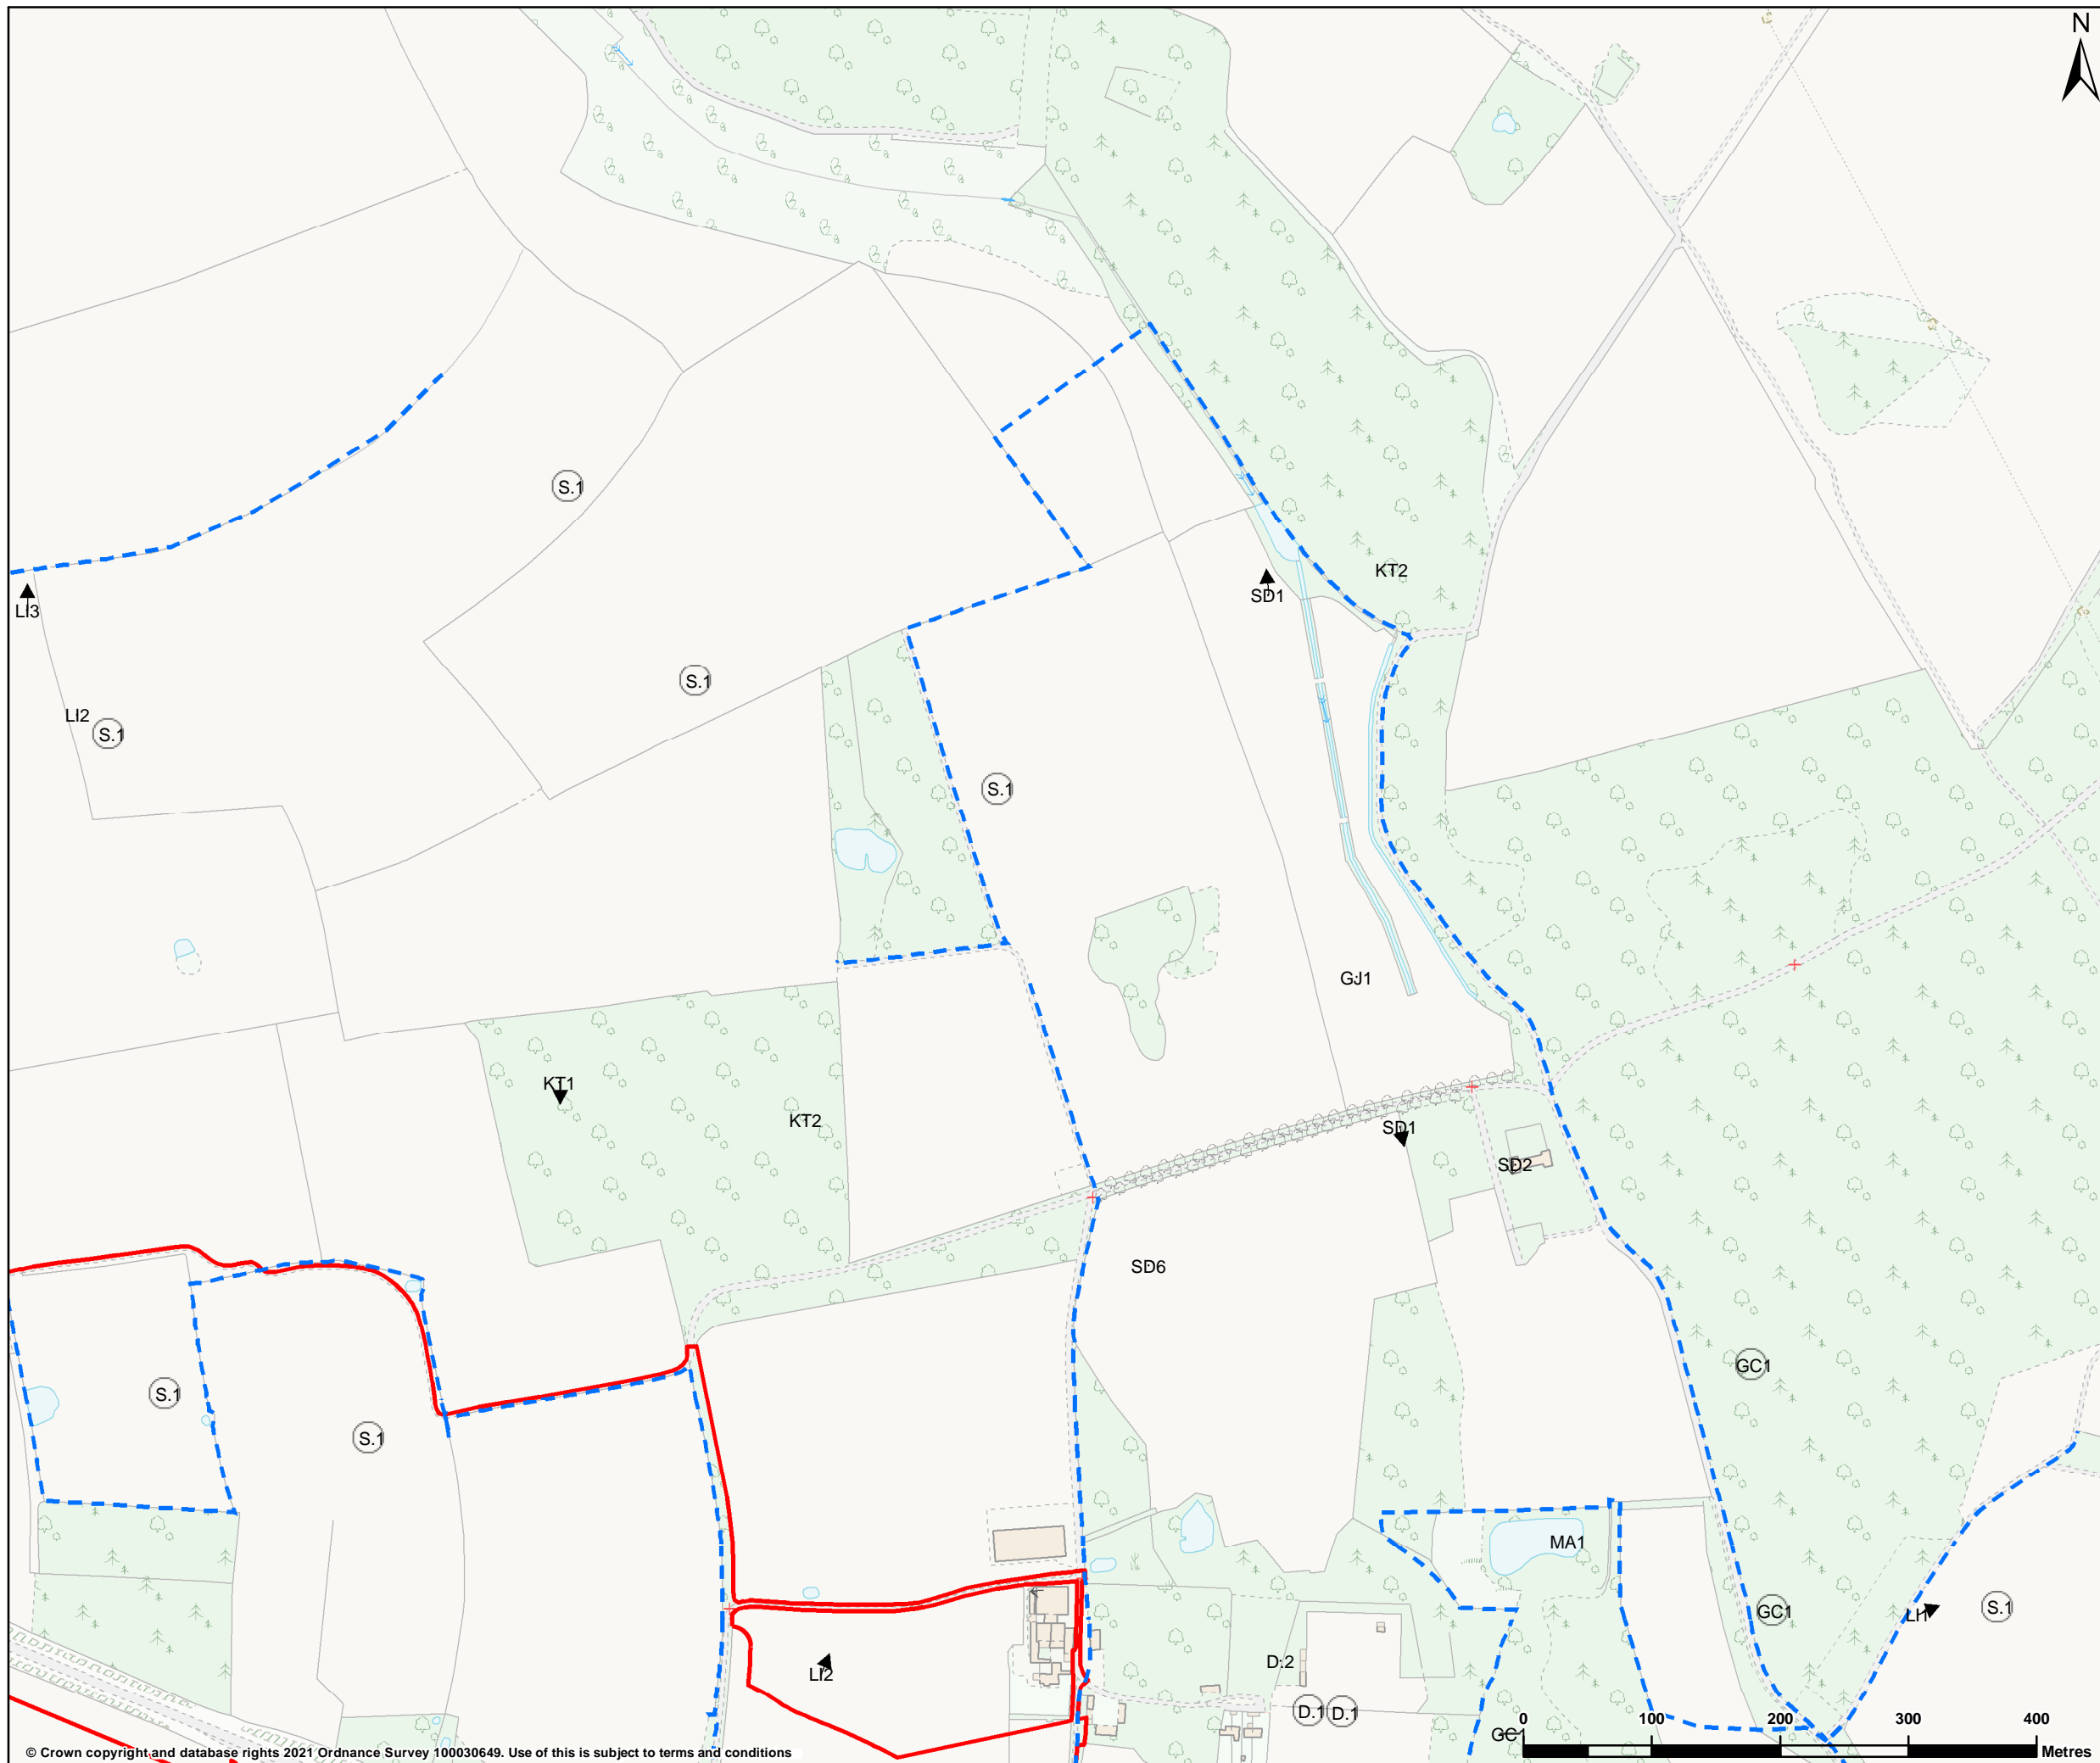 N
S.1
KT2
SD1
LI3
S.1
LI2
S.1
S.1
GJ1
KT1
KT2
SD1
SD2
SD6
GC1
S.1
S.1
MA1
GC1
LI1
S.1
D.2
LI2
D.1 D.1
GC1
0 100 200 300 400
Metres
© Crown copyright and database rights 2021 Ordnance Survey 100030649. Use of this is subject to terms and conditions